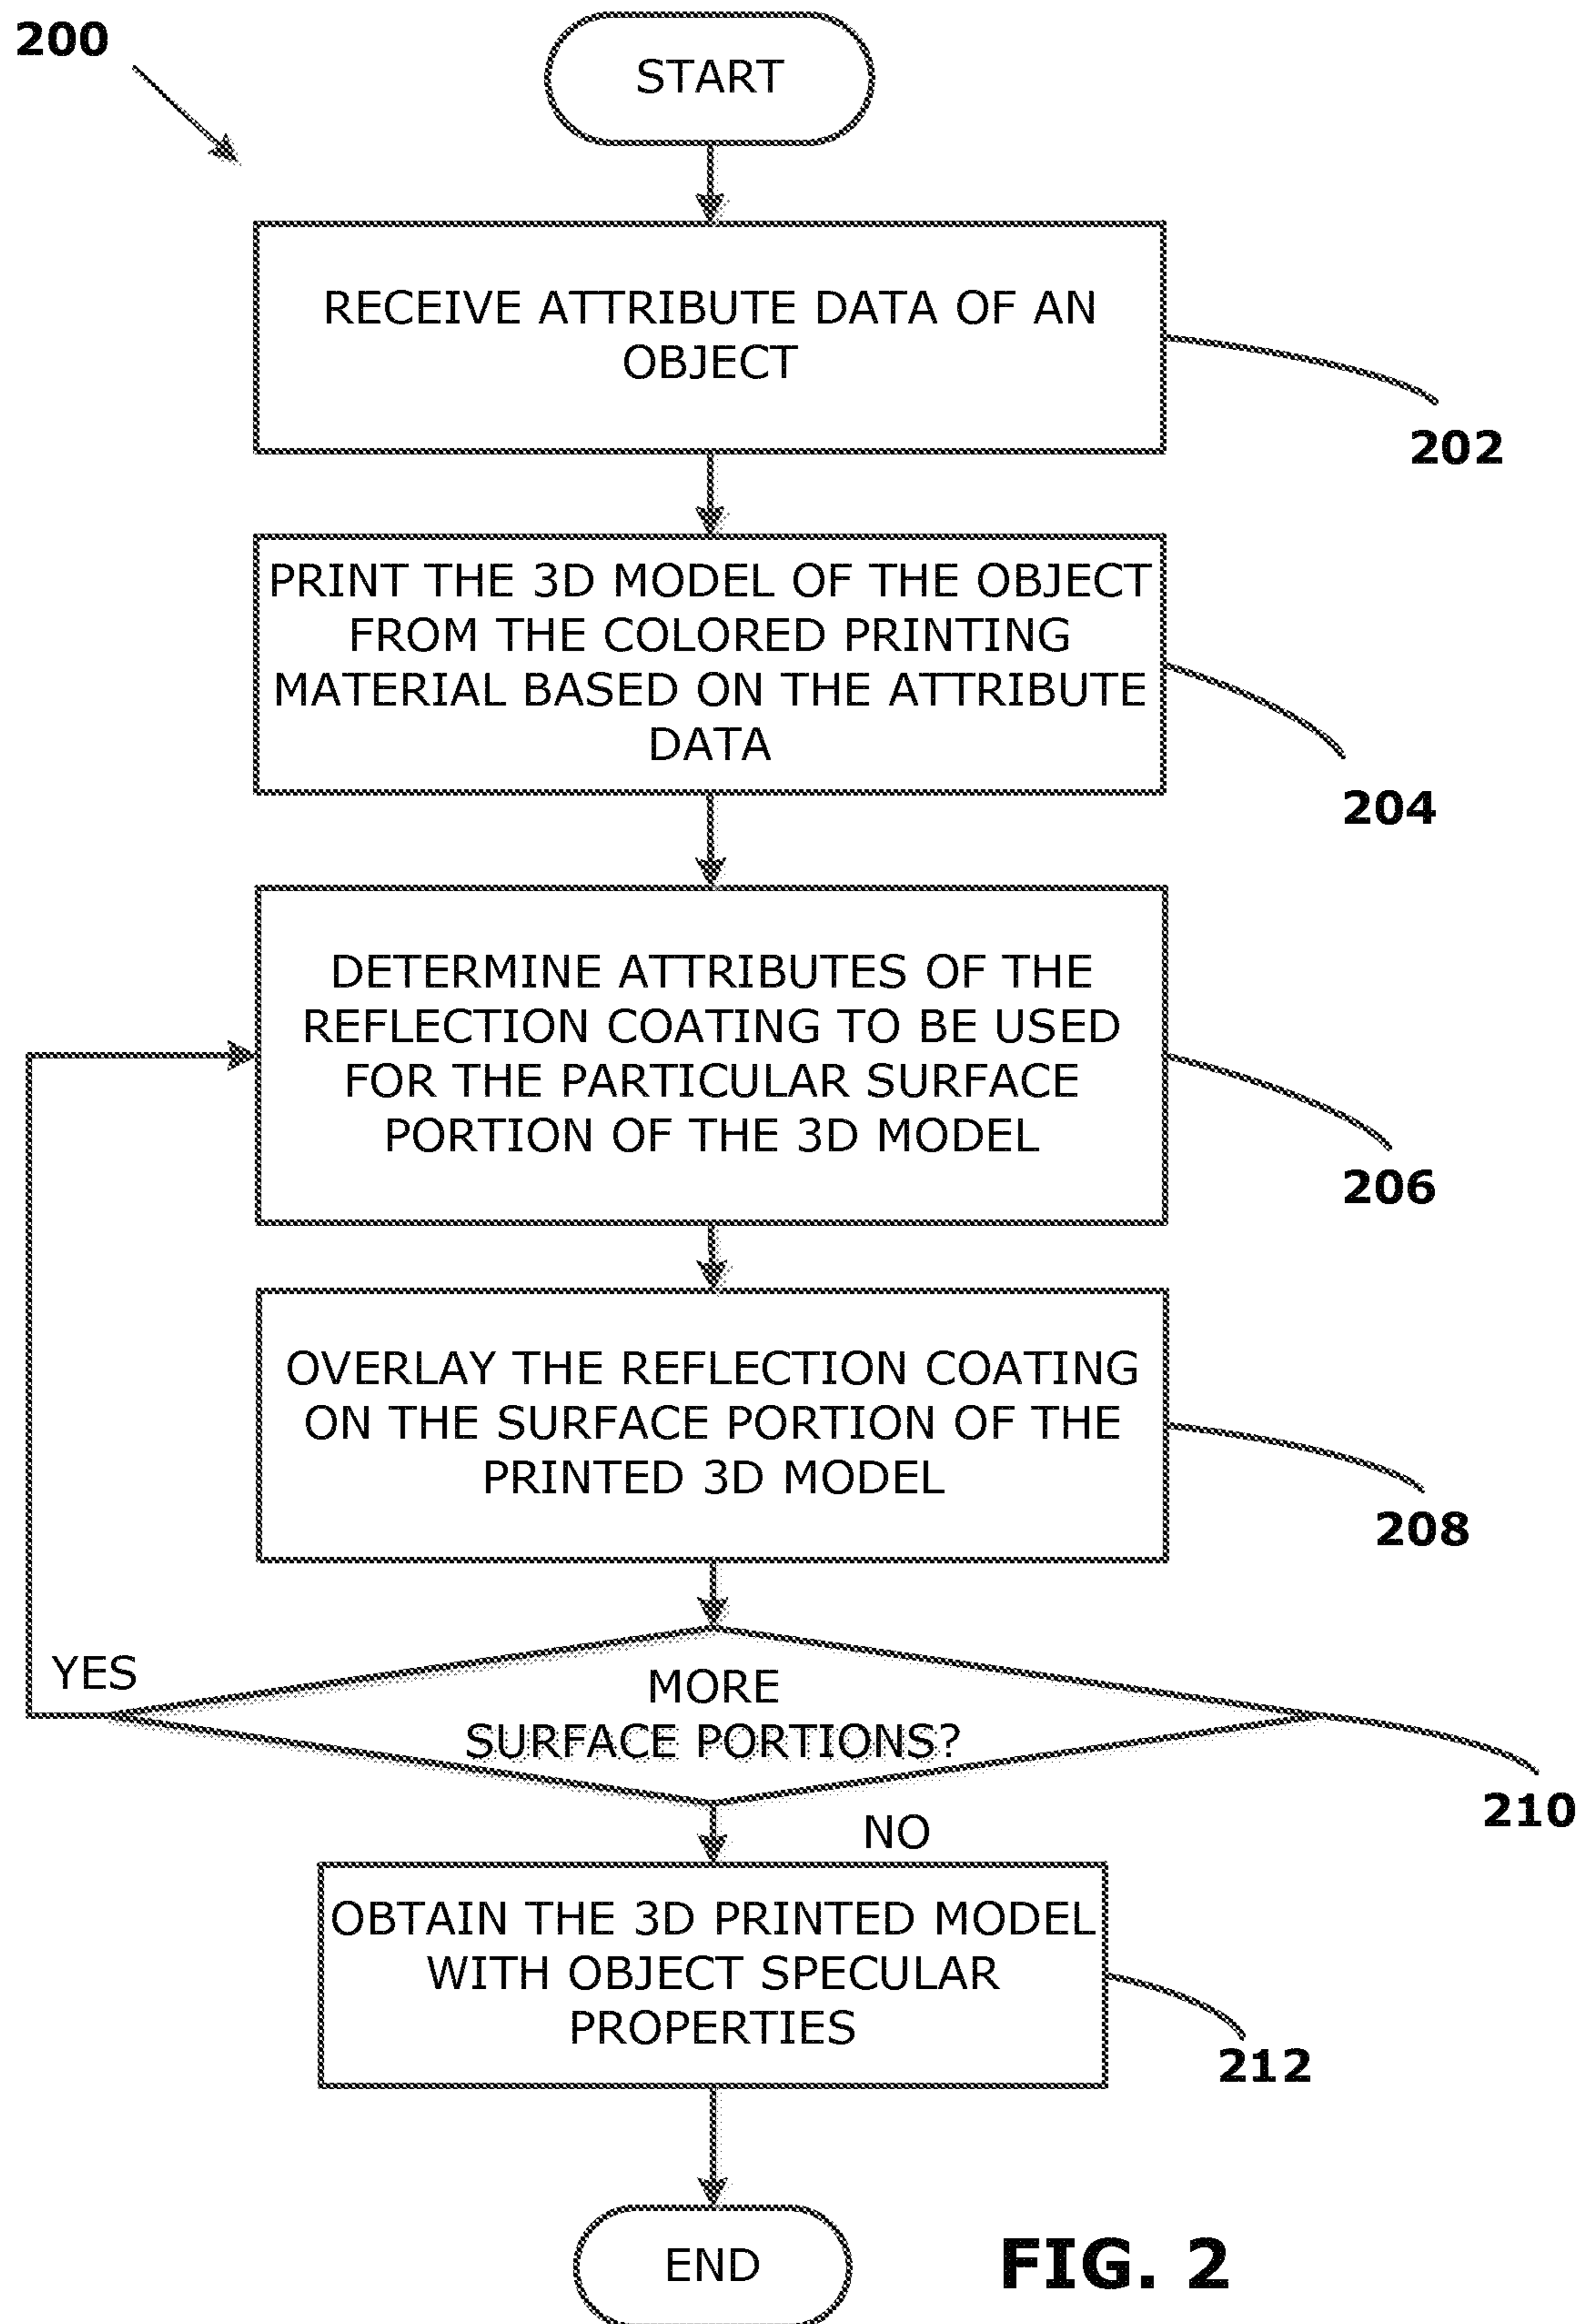 200
START
RECEIVE ATTRIBUTE DATA OF AN
OBJECT
202
PRINT THE 3D MODEL OF THE OBJECT
FROM THE COLORED PRINTING
MATERIAL BASED ON THE ATTRIBUTE
DATA
204
DETERMINE ATTRIBUTES OF THE
REFLECTION COATING TO BE USED
FOR THE PARTICULAR SURFACE
PORTION OF THE 3D MODEL
206
OVERLAY THE REFLECTION COATING
ON THE SURFACE PORTION OF THE
PRINTED 3D MODEL
208
YES
MORE
SURFACE PORTIONS?
210
NO
OBTAIN THE 3D PRINTED MODEL
WITH OBJECT SPECULAR
PROPERTIES
212
END
FIG. 2